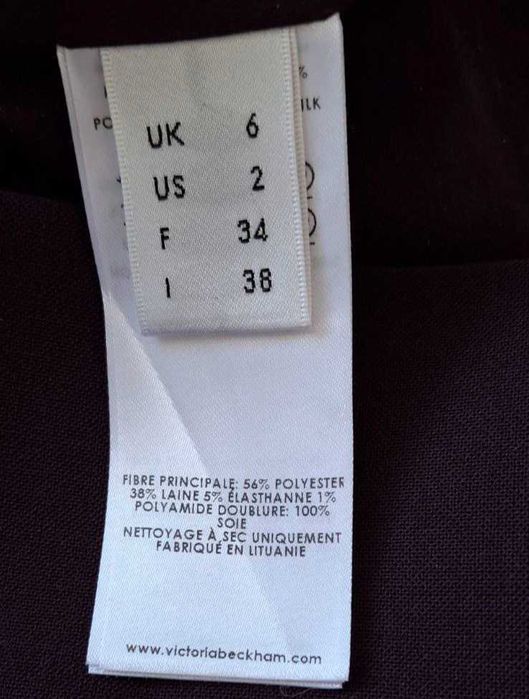 UK 6
US 2
F 34
I 38
FIBRE PRINCIPALE: 56% POLYESTER
38% LAINE 5% ÉLASTHANNE 1%
POLYAMIDE DOUBLURE: 100%
SOIE
NETTOYAGE À SEC UNIQUEMENT
FABRIQUÉ EN LITUANIE
www.victoriabeckham.com